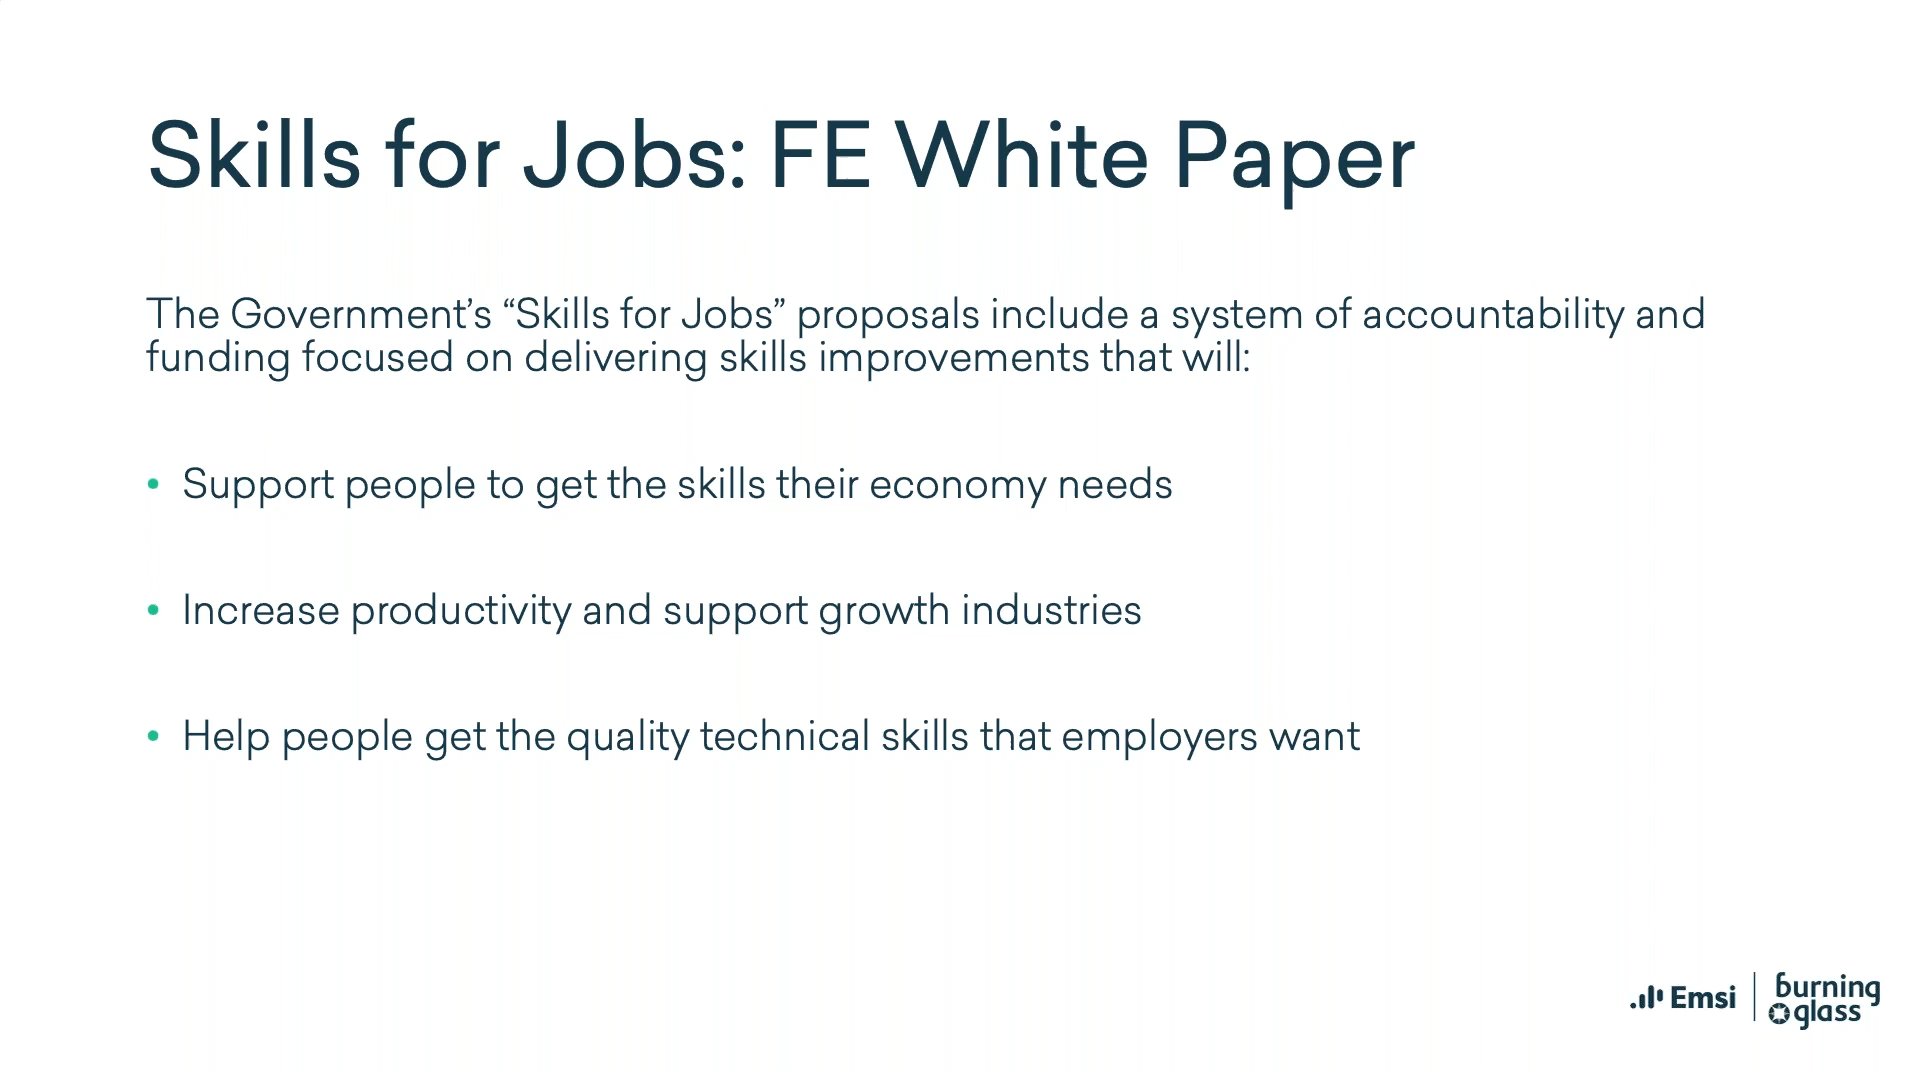 Skills for Jobs: FE White Paper
The Government’s “Skills for Jobs” proposals include a system of accountability and
funding focused on delivering skills improvements that will:
• Support people to get the skills their economy needs
• Increase productivity and support growth industries
• Help people get the quality technical skills that employers want
Emsi
burning
glass